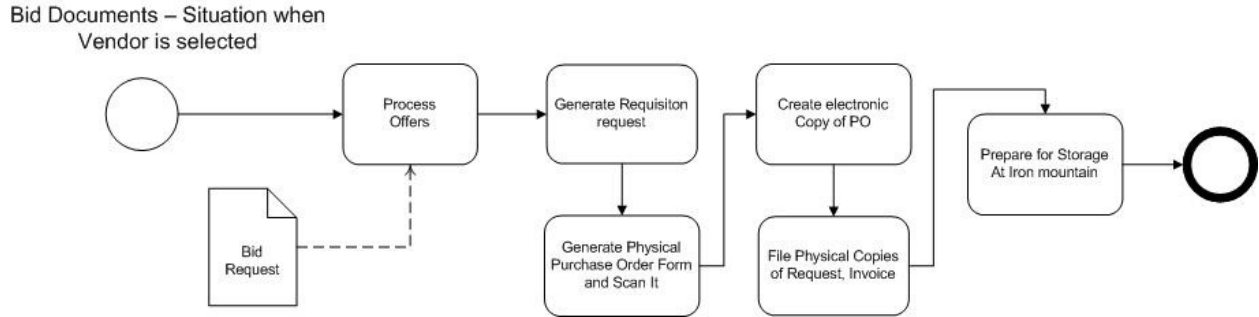 Bid Documents – Situation when
Vendor is selected
Process
Offers
Generate Requisiton
request
Create electronic
Copy of PO
Prepare for Storage
At Iron mountain
Bid
Request
Generate Physical
Purchase Order Form
and Scan It
File Physical Copies
of Request, Invoice